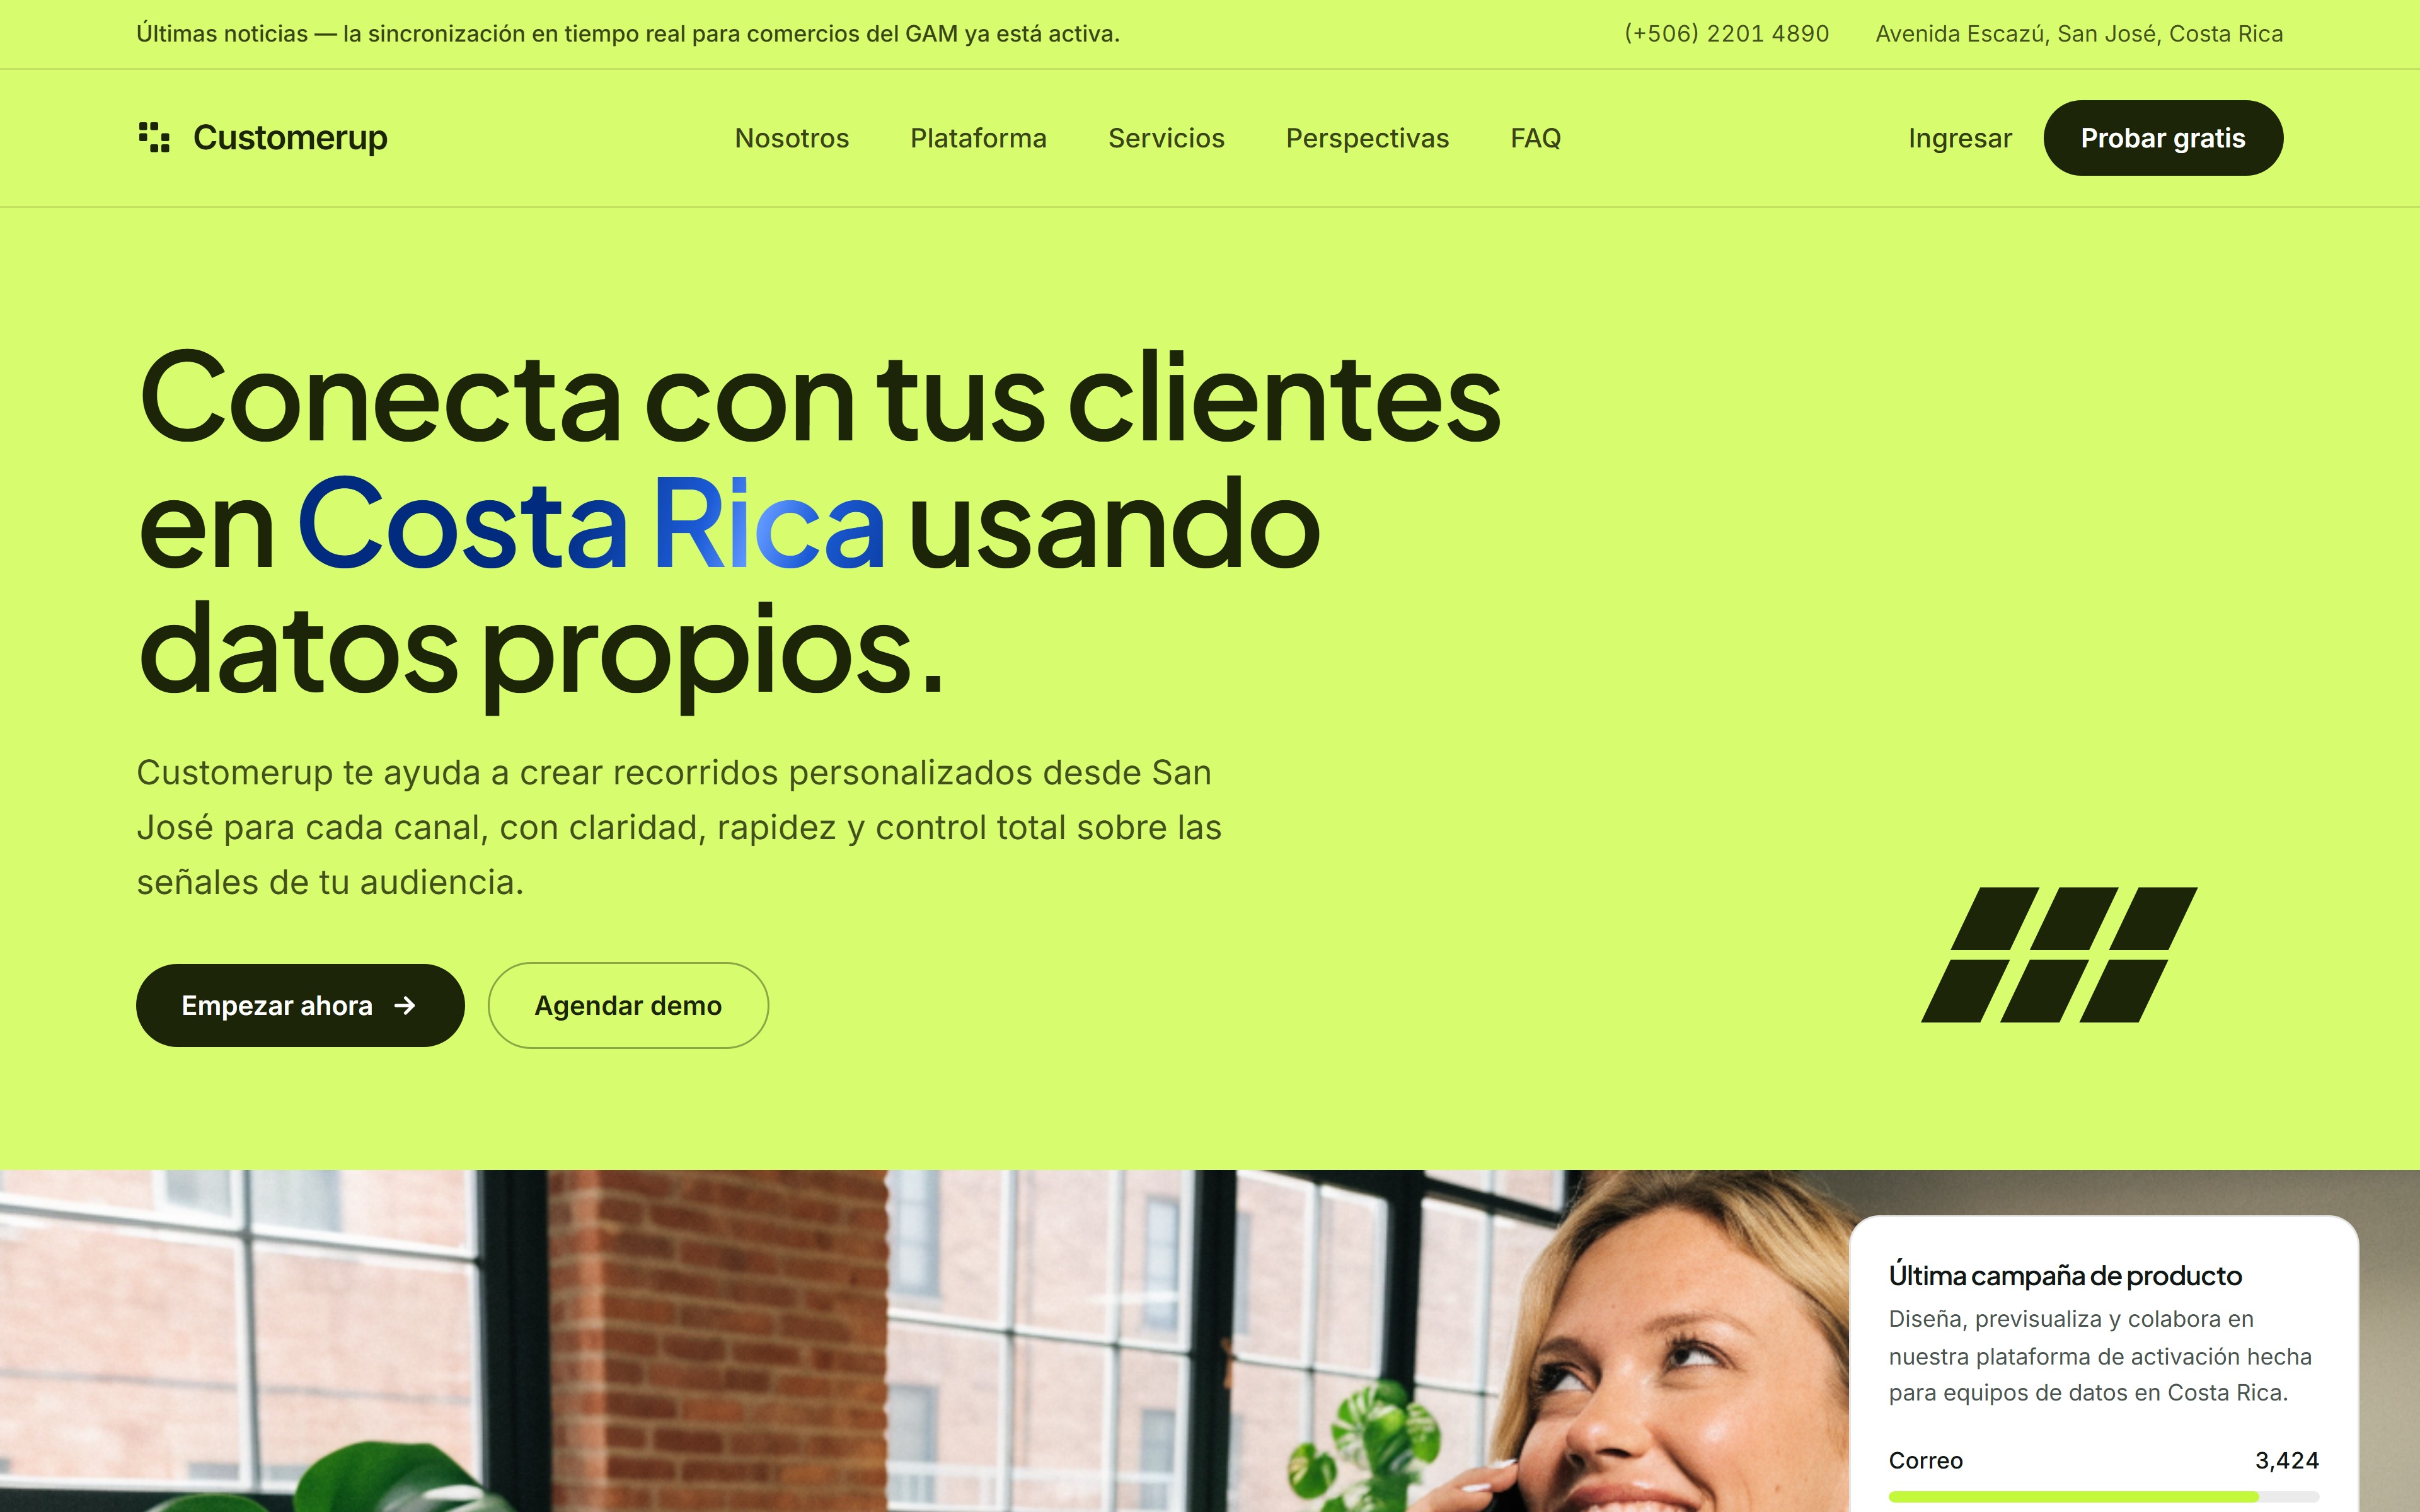 Últimas noticias — la sincronización en tiempo real para comercios del GAM ya está activa.
(+506) 2201 4890
Avenida Escazú, San José, Costa Rica
Customerup
Nosotros
Plataforma
Servicios
Perspectivas
FAQ
Ingresar
Probar gratis
Conecta con tus clientes
en Costa Rica usando
datos propios.
Customerup te ayuda a crear recorridos personalizados desde San
José para cada canal, con claridad, rapidez y control total sobre las
señales de tu audiencia.
Empezar ahora
Agendar demo
Última campaña de producto
Diseña, previsualiza y colabora en
nuestra plataforma de activación hecha
para equipos de datos en Costa Rica.
Correo 3,424